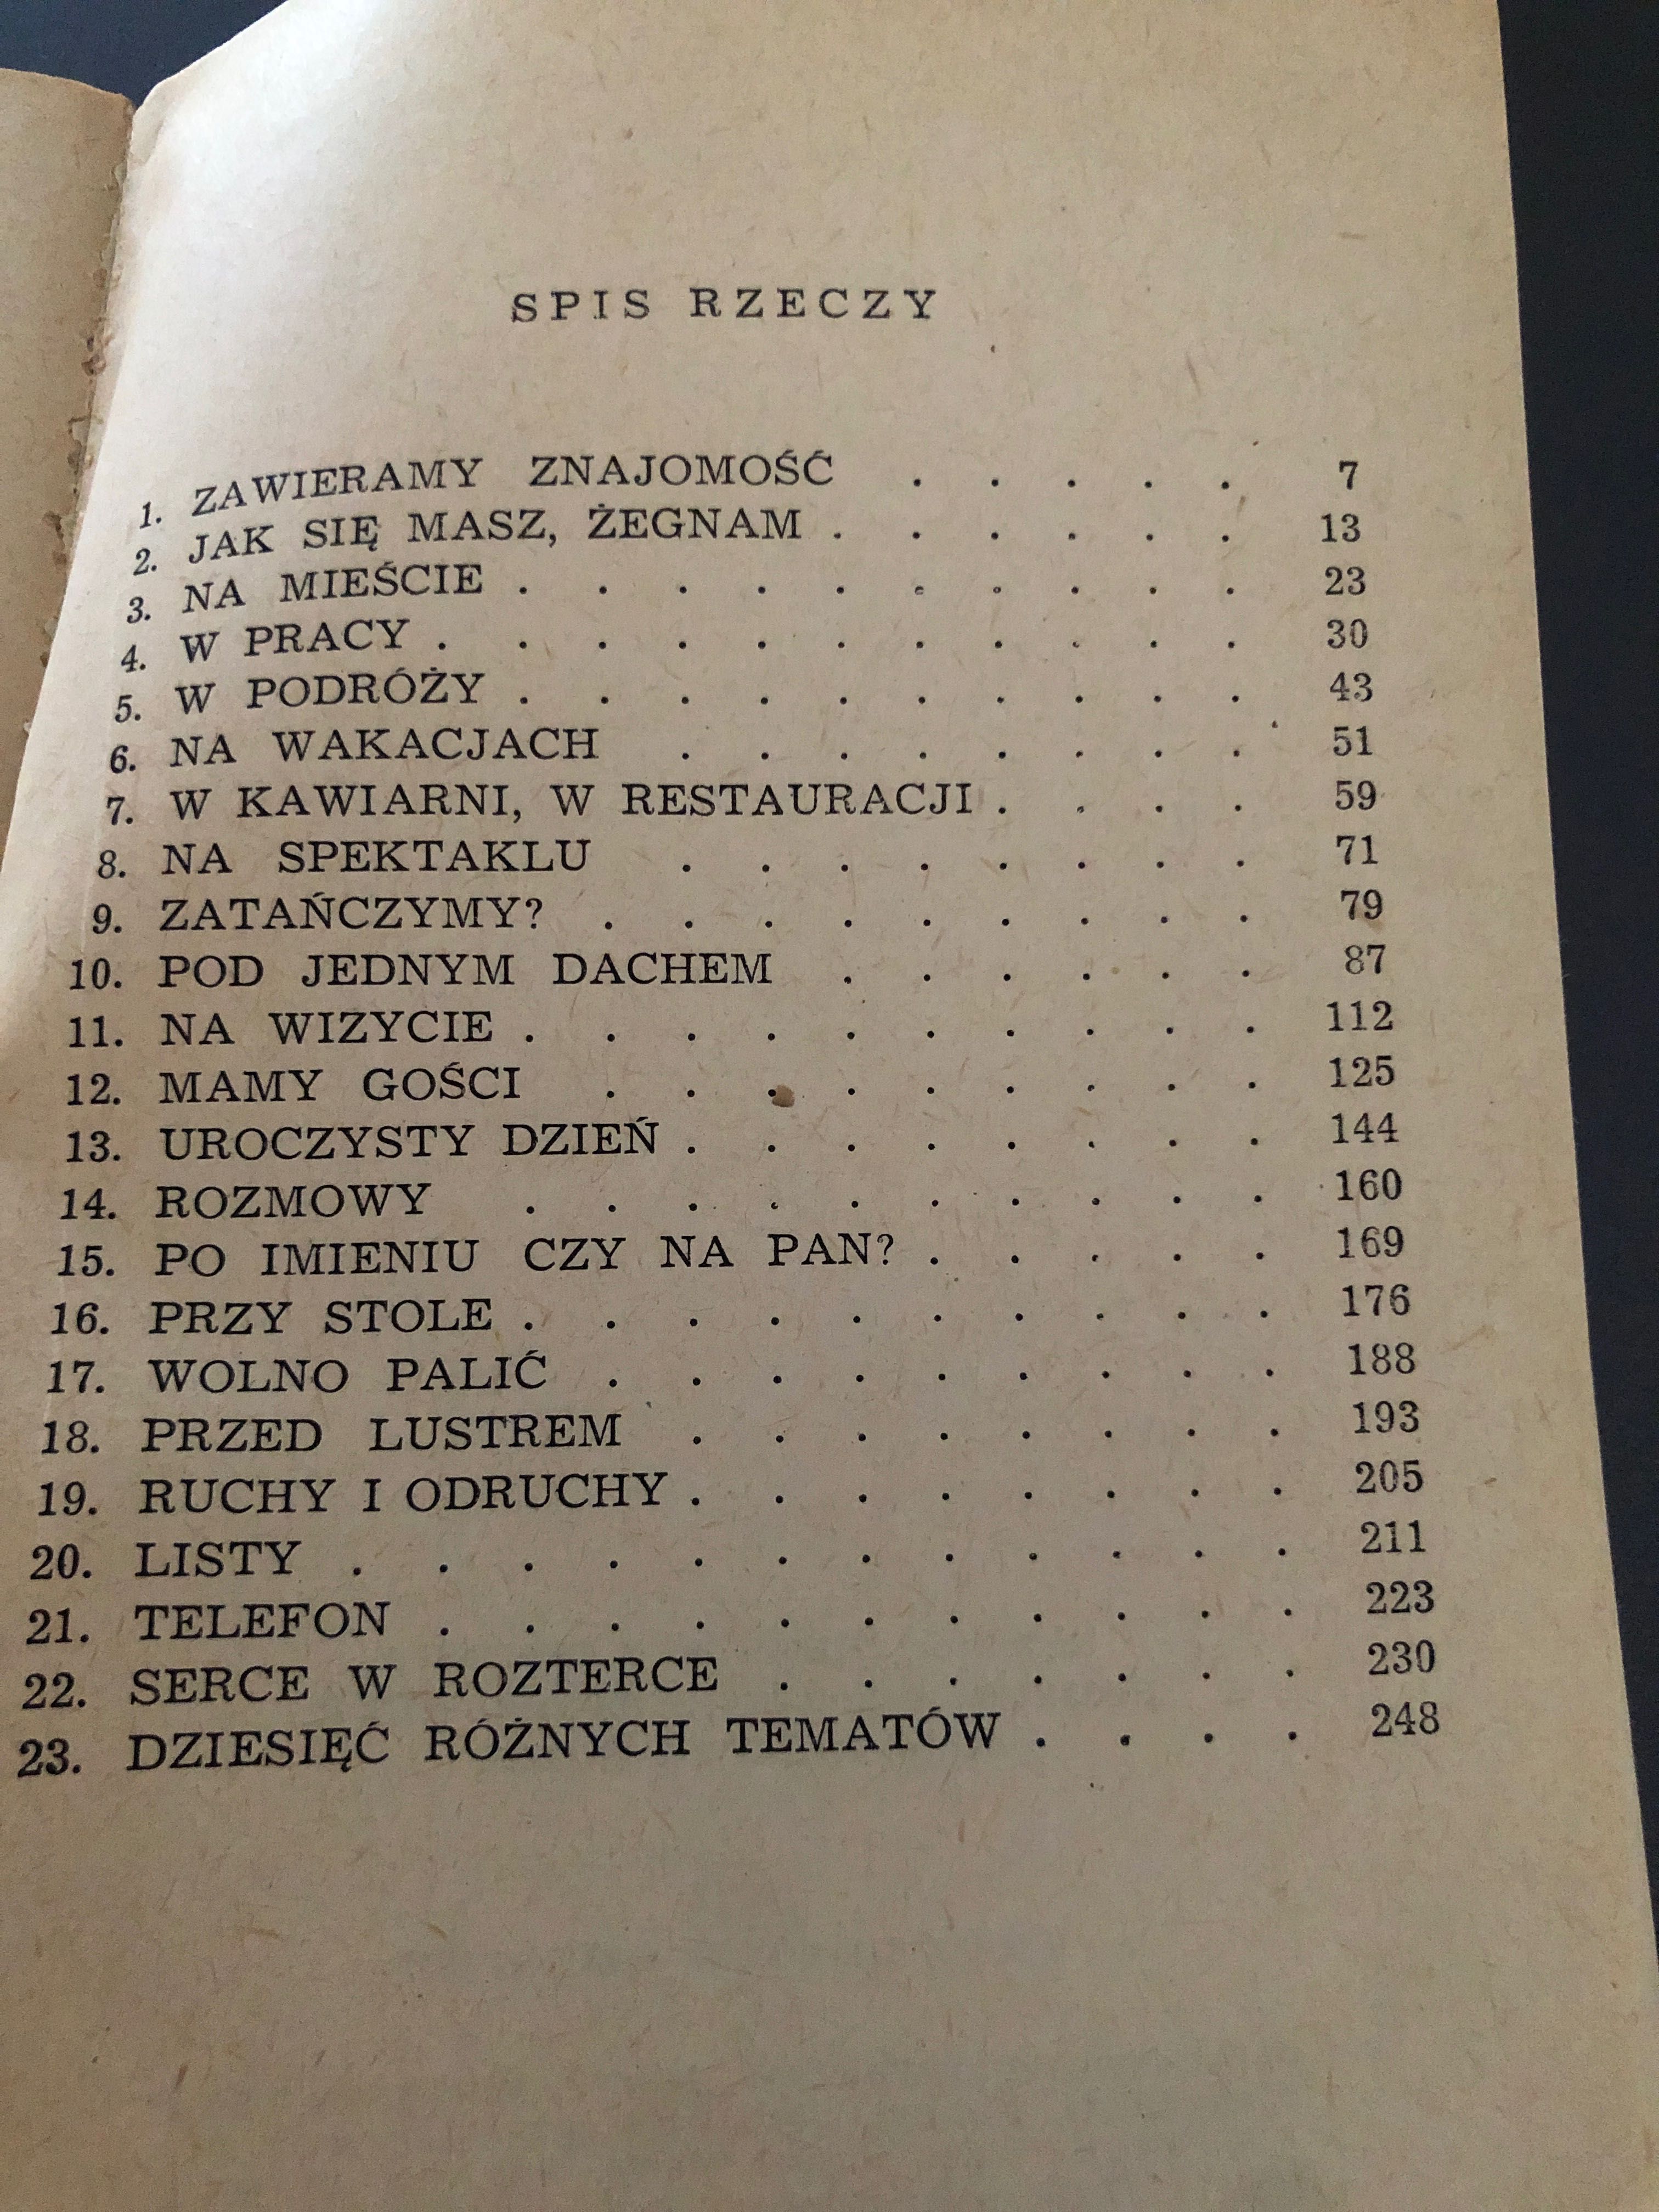 SPIS RZECZY
1. ZAWIERAMY ZNAJOMOŚĆ . . . . . 7
2. JAK SIĘ MASZ, ŻEGNAM . . . . . . 13
3. NA MIEŚCIE . . . . . . . . . . 23
4. W PRACY . . . . . . . . . . . 30
5. W PODRÓŻY . . . . . . . . . . 43
6. NA WAKACJACH . . . . . . . . 51
7. W KAWIARNI, W RESTAURACJI . . . . 59
8. NA SPEKTAKLU . . . . . . . . 71
9. ZATAŃCZYMY? . . . . . . . . . 79
10. POD JEDNYM DACHEM . . . . . . 87
11. NA WIZYCIE . . . . . . . . . . 112
12. MAMY GOŚCI . . . . . . . . . 125
13. UROCZYSTY DZIEŃ . . . . . . . . 144
14. ROZMOWY . . . . . . . . . . 160
15. PO IMIENIU CZY NA PAN? . . . . . 169
16. PRZY STOLE . . . . . . . . . . 176
17. WOLNO PALIĆ . . . . . . . . . 188
18. PRZED LUSTREM . . . . . . . . 193
19. RUCHY I ODRUCHY . . . . . . . . 205
20. LISTY . . . . . . . . . . . . 211
21. TELEFON . . . . . . . . . . . 223
22. SERCE W ROZTERCE . . . . . . . 230
23. DZIESIĘĆ RÓŻNYCH TEMATÓW . . . . 248